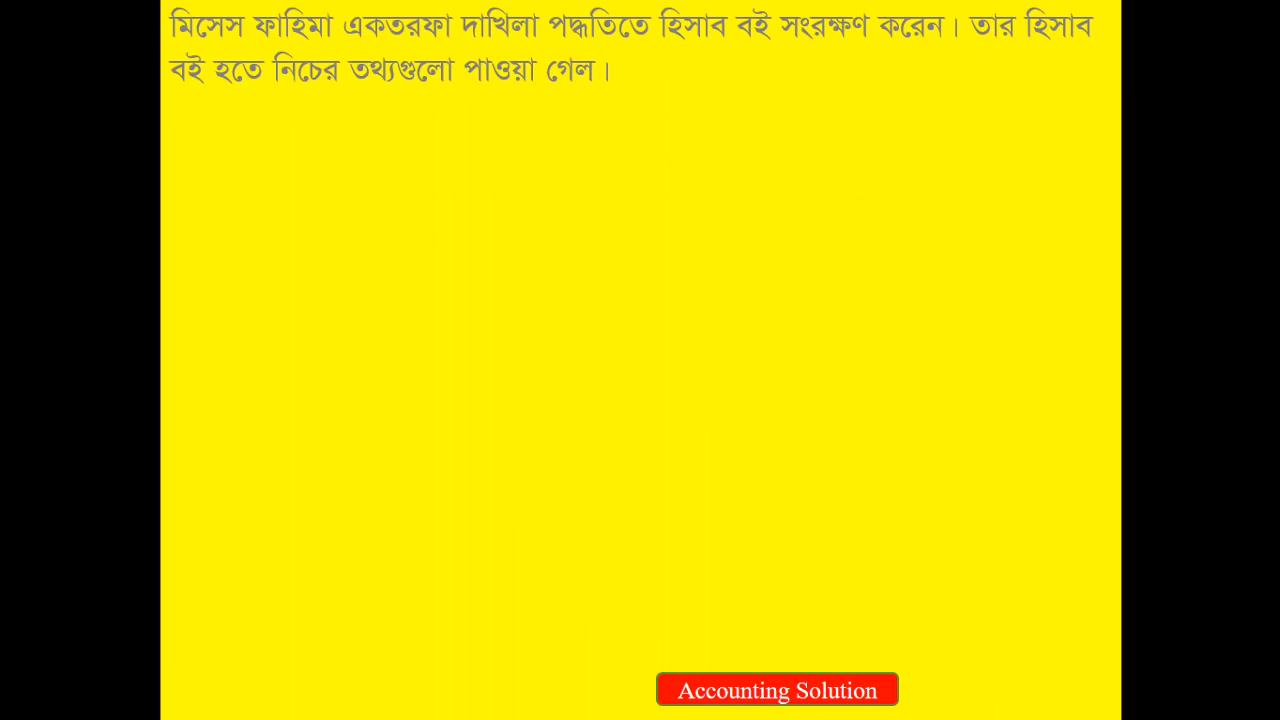 মিসেস ফাহিমা একতরফা দাখিলা পদ্ধতিতে হিসাব বই সংরক্ষণ করেন। তার হিসাব
বই হতে নিচের তথ্যগুলো পাওয়া গেল।
Accounting Solution